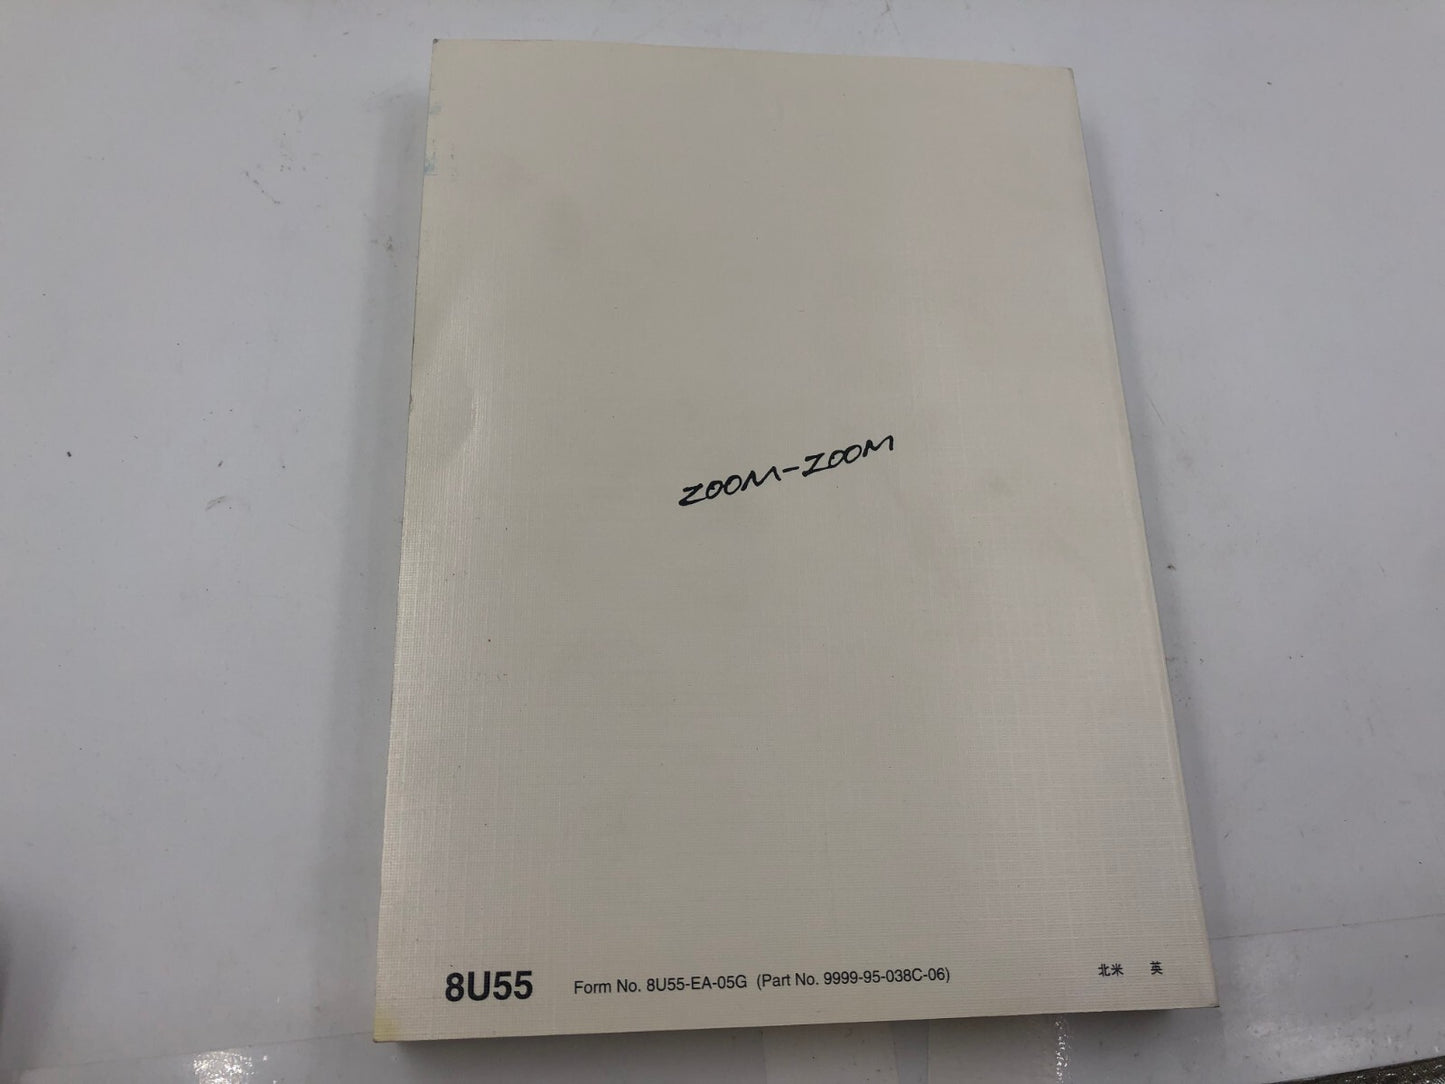 ZOOM-ZOOM
8U55 Form No. 8U55-EA-05G (Part No. 9999-95-038C-06) 北米 英